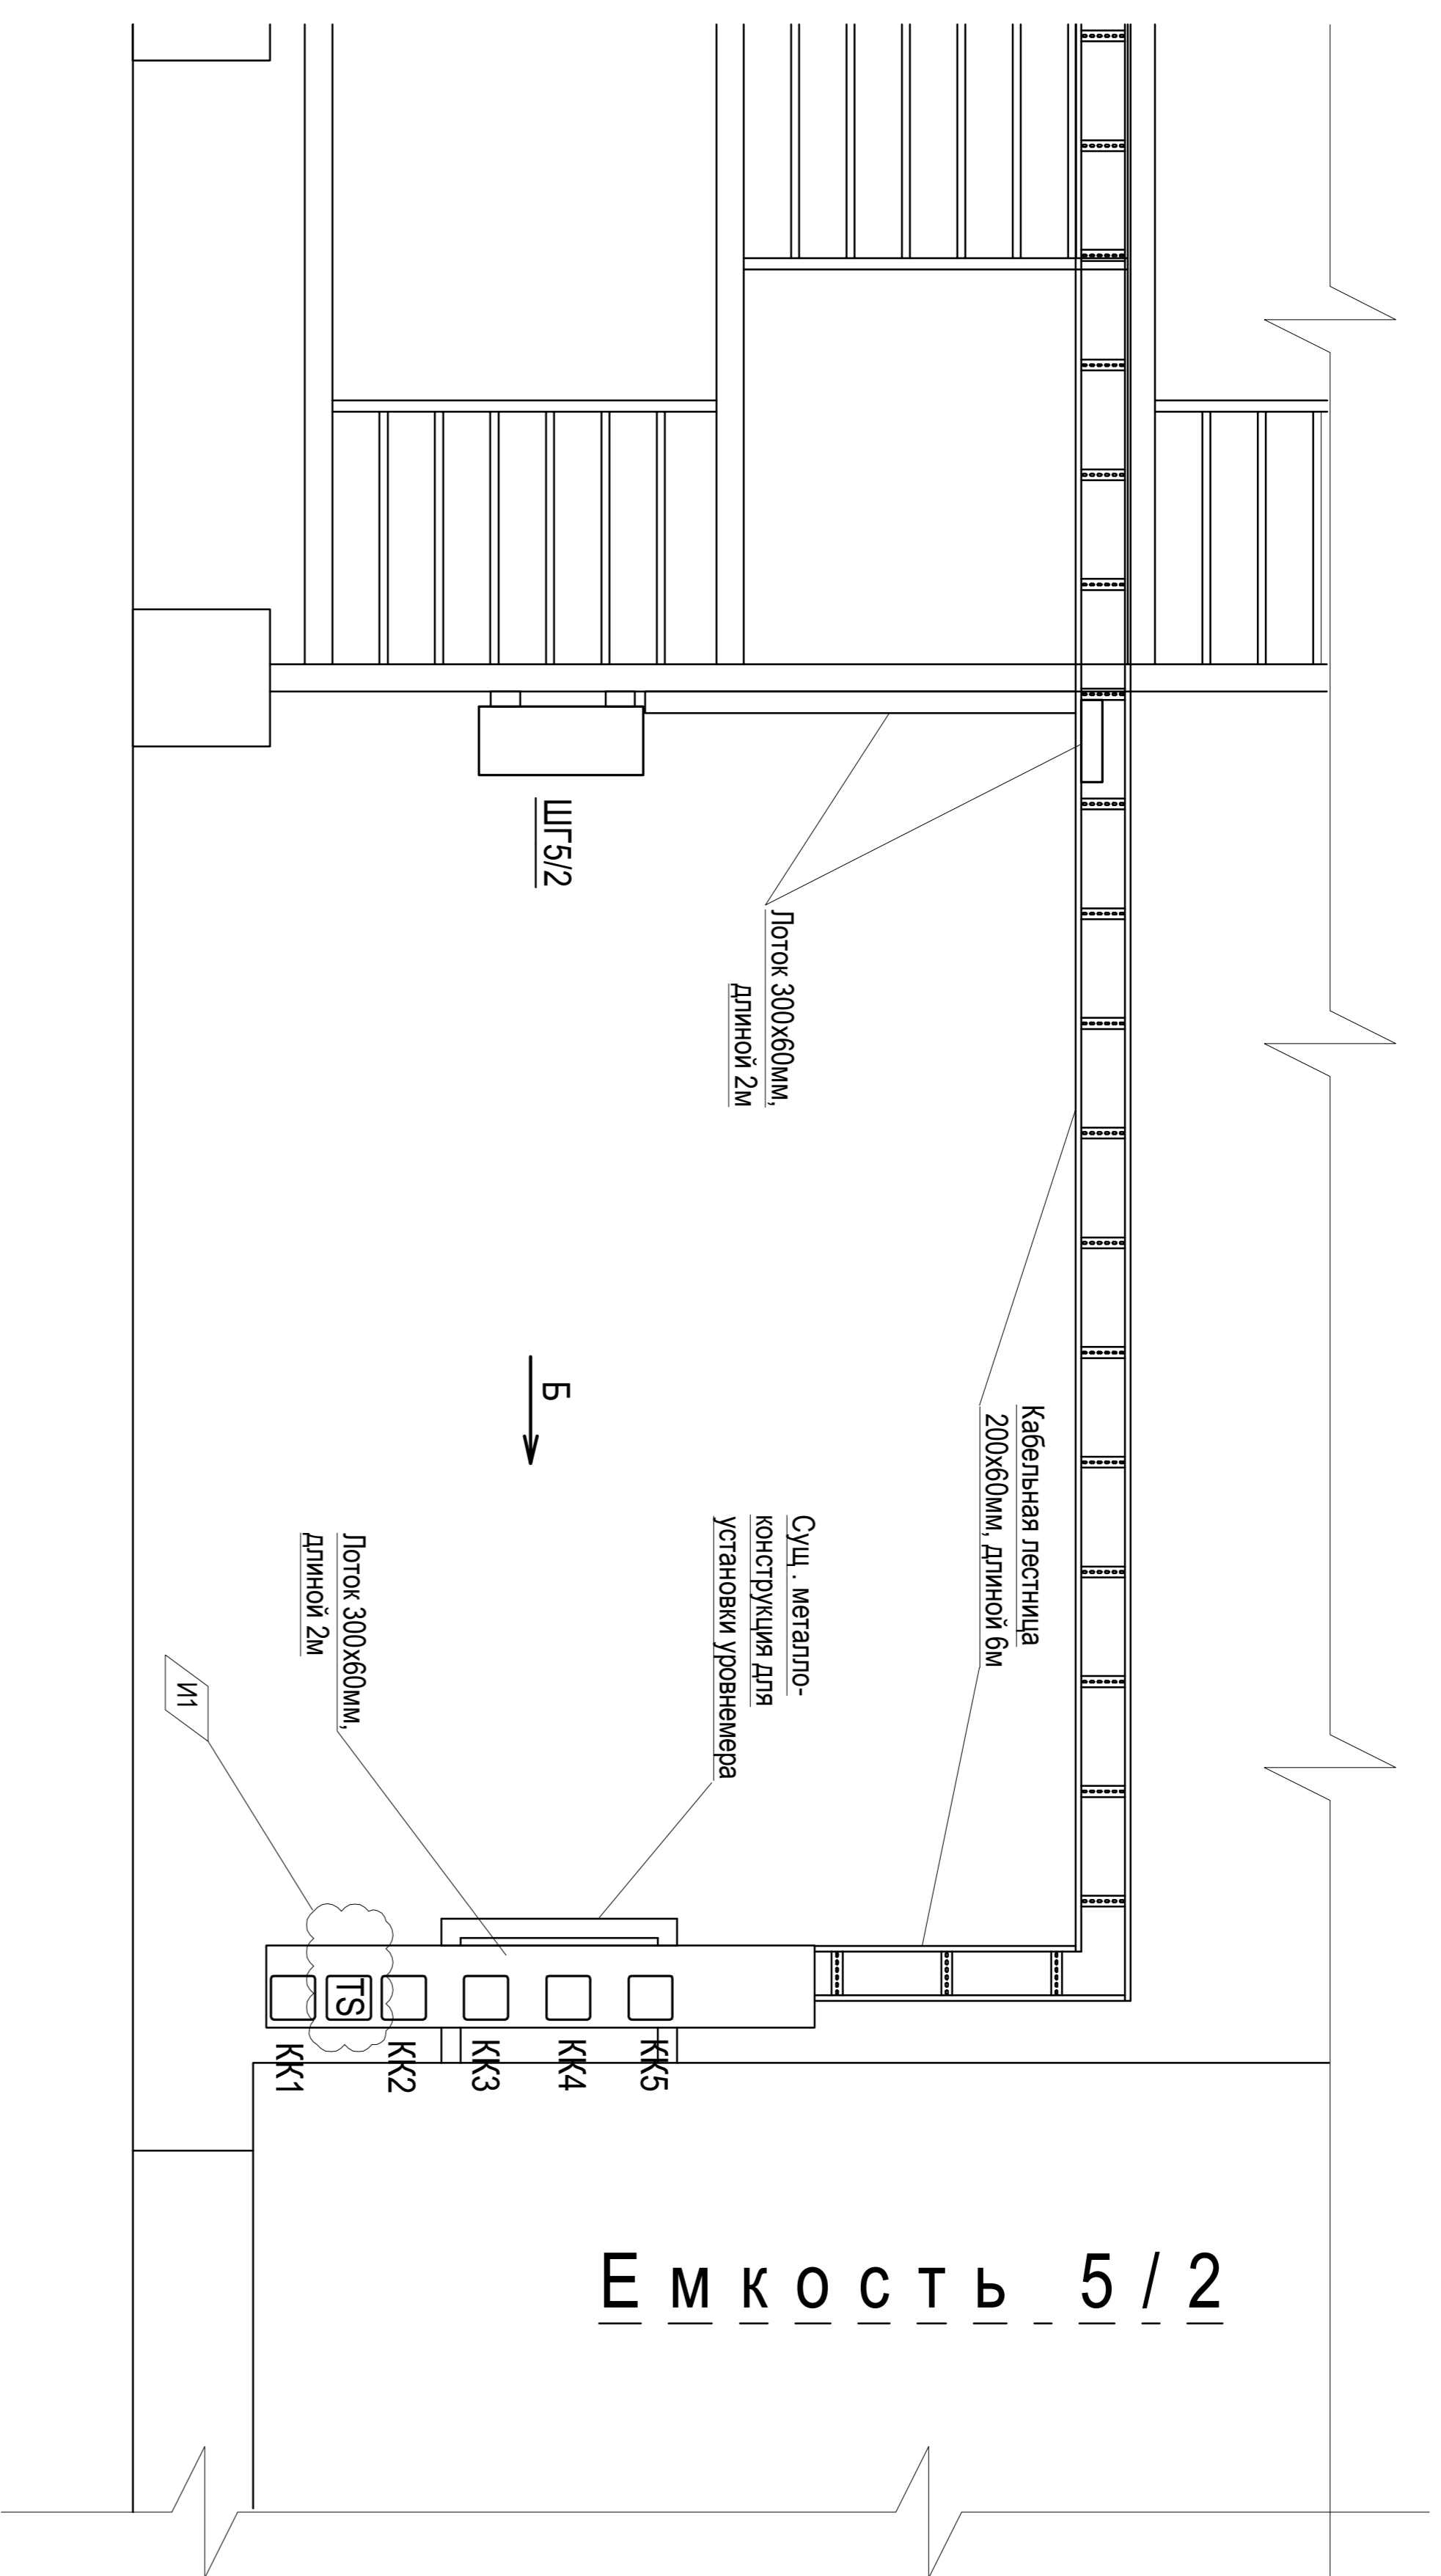 ШГ5/2
Лоток 300х60мм,
длиной 2м
Кабельная лестница
200х60мм, длиной 6м
Б
Сущ . металло-
конструкция для
установки уровнемера
Лоток 300х60мм,
длиной 2м
И1
TS
КК1
КК2
КК3
КК4
КК5
Емкость 5/2